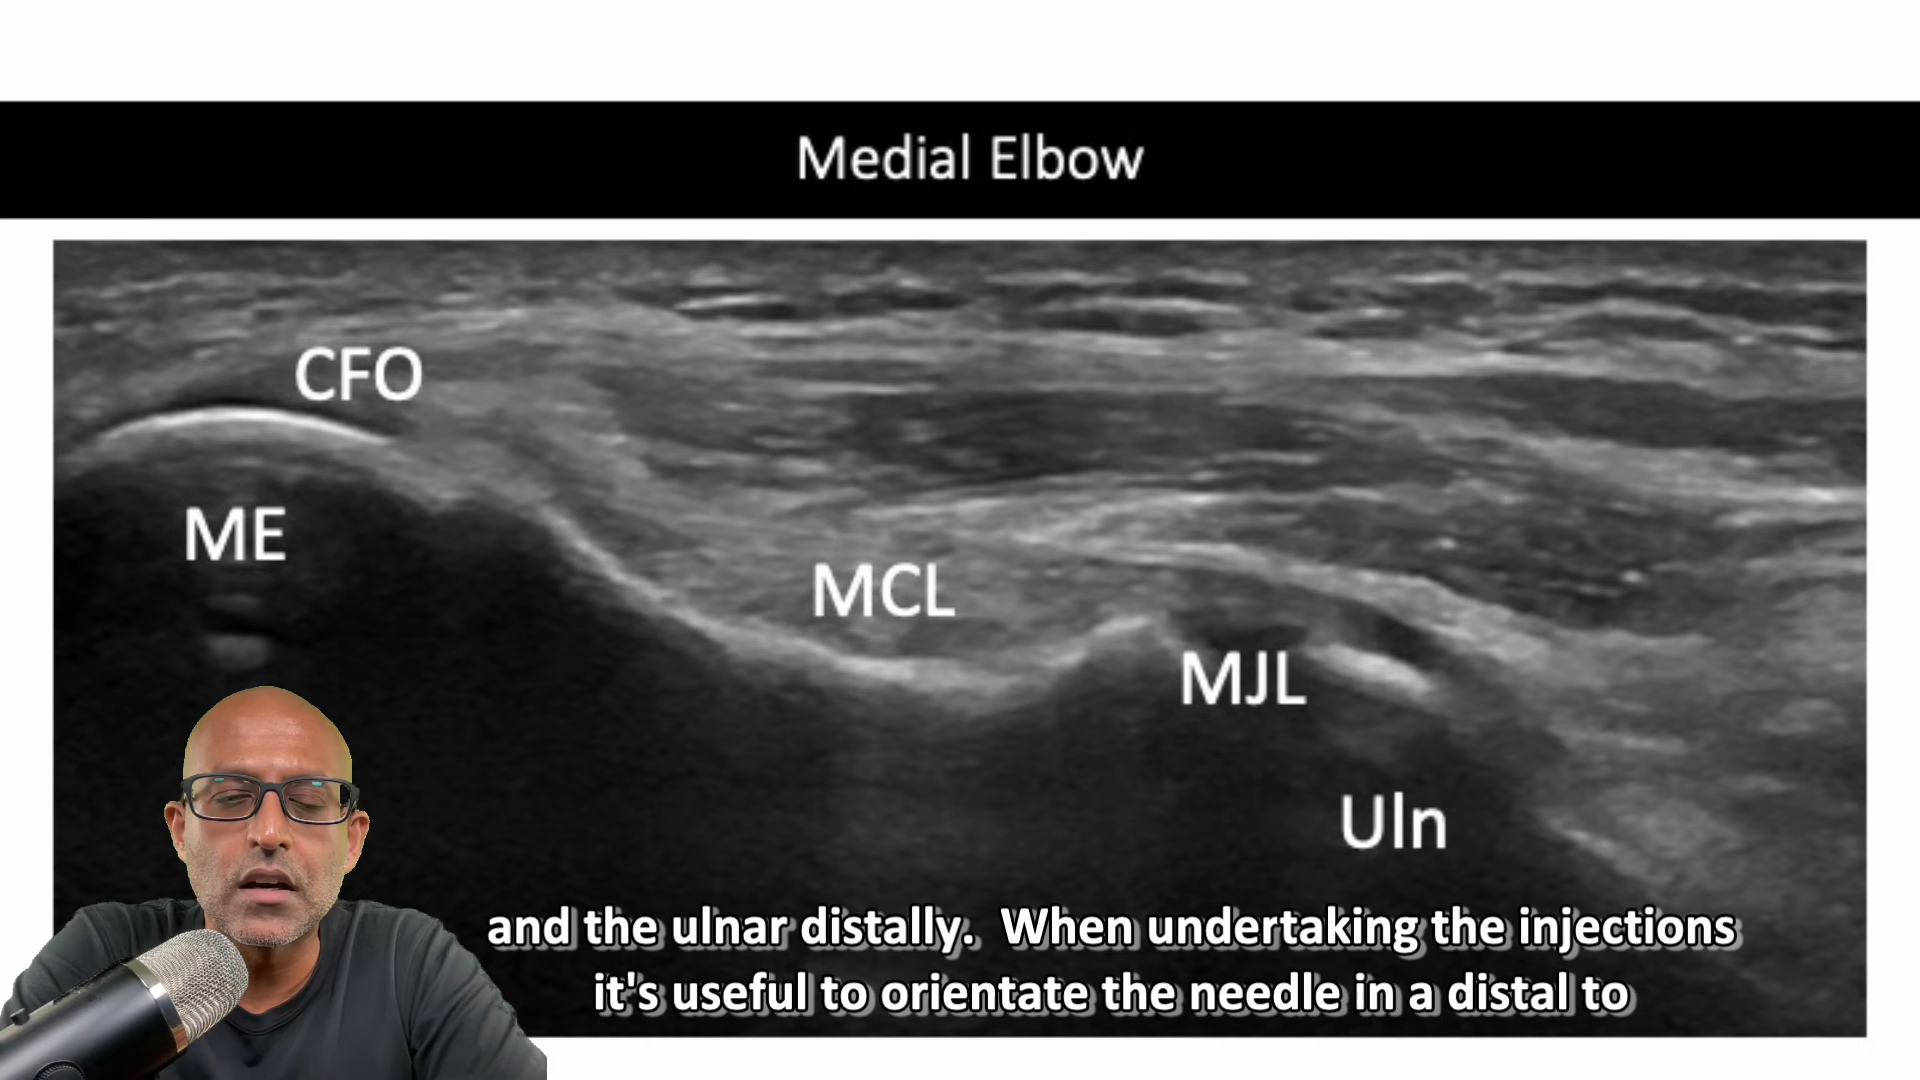 Medial Elbow
CFO
ME
MCL
MJL
Uln
and the ulnar distally. When undertaking the injections
it's useful to orientate the needle in a distal to